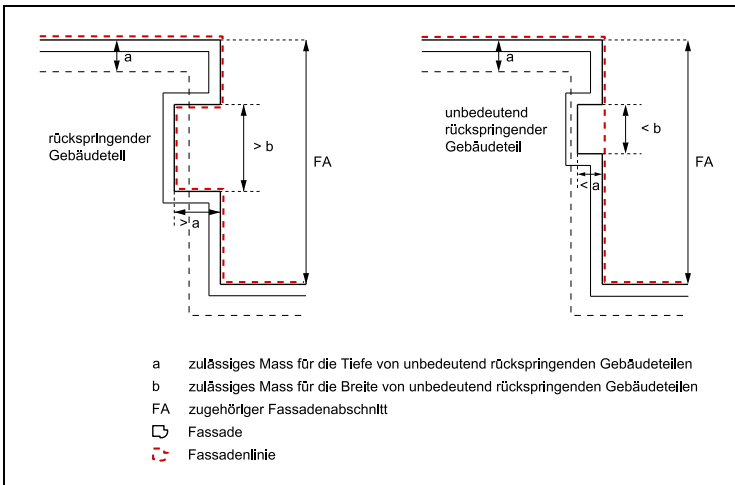 a
rückspringender
Gebäudeteil
> b
FA
> a
a
unbedeutend
rückspringender
Gebäudeteil
< b
FA
< a
a zulässiges Mass für die Tiefe von unbedeutend rückspringenden Gebäudeteilen
b zulässiges Mass für die Breite von unbedeutend rückspringenden Gebäudeteilen
FA zugehöriger Fassadenabschnitt
Fassade
Fassadenlinie